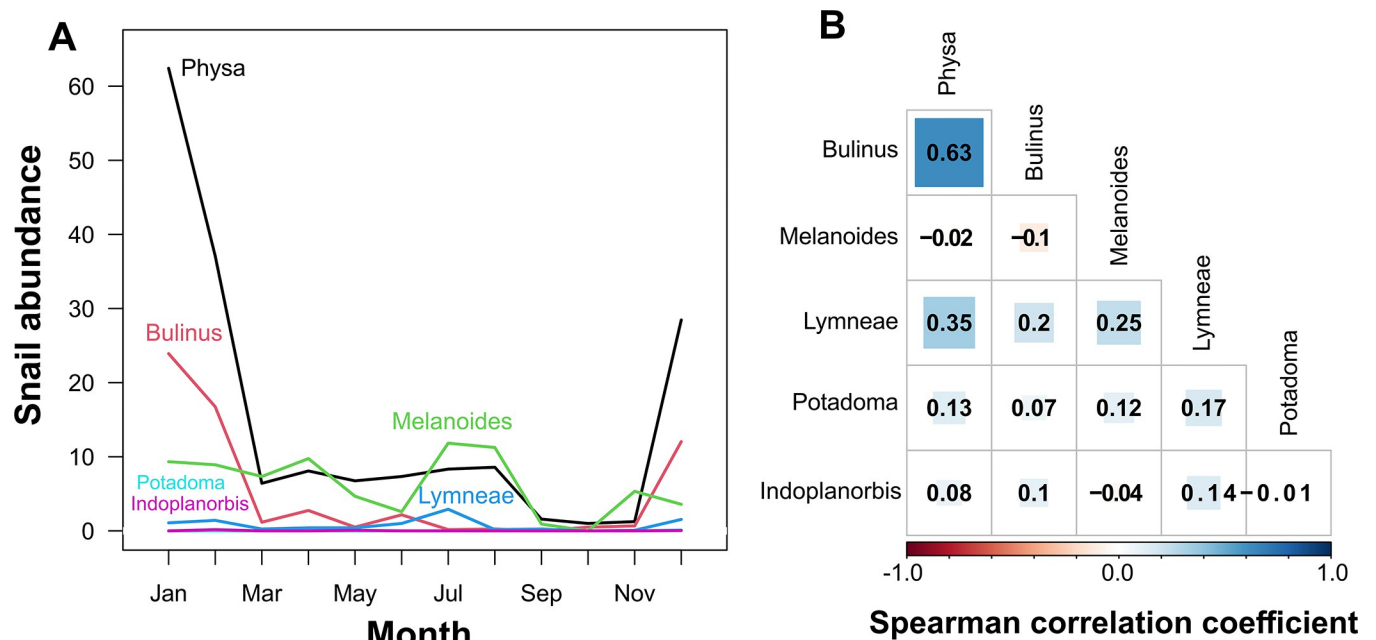 A
Snail abundance
60
50
40
30
20
10
0
Physa
Bulinus
Melanoides
Potadoma
Indoplanorbis
Lymneae
Jan Mar May Jul Sep Nov
Month
B
Physa
Bulinus
Melanoides
Lymneae
Potadoma
Bulinus 0.63
Melanoides −0.02 −0.1
Lymneae 0.35 0.2 0.25
Potadoma 0.13 0.07 0.12 0.17
Indoplanorbis 0.08 0.1 −0.04 0.14 −0.01
-1.0 0.0 1.0
Spearman correlation coefficient